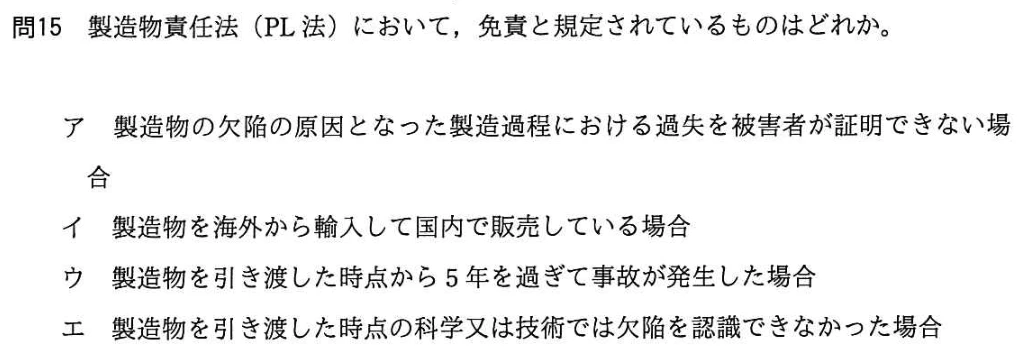 問15 製造物責任法（PL 法）において，免責と規定されているものはどれか。
ア 製造物の欠陥の原因となった製造過程における過失を被害者が証明できない場
合
イ 製造物を海外から輸入して国内で販売している場合
ウ 製造物を引き渡した時点から 5 年を過ぎて事故が発生した場合
エ 製造物を引き渡した時点の科学又は技術では欠陥を認識できなかった場合